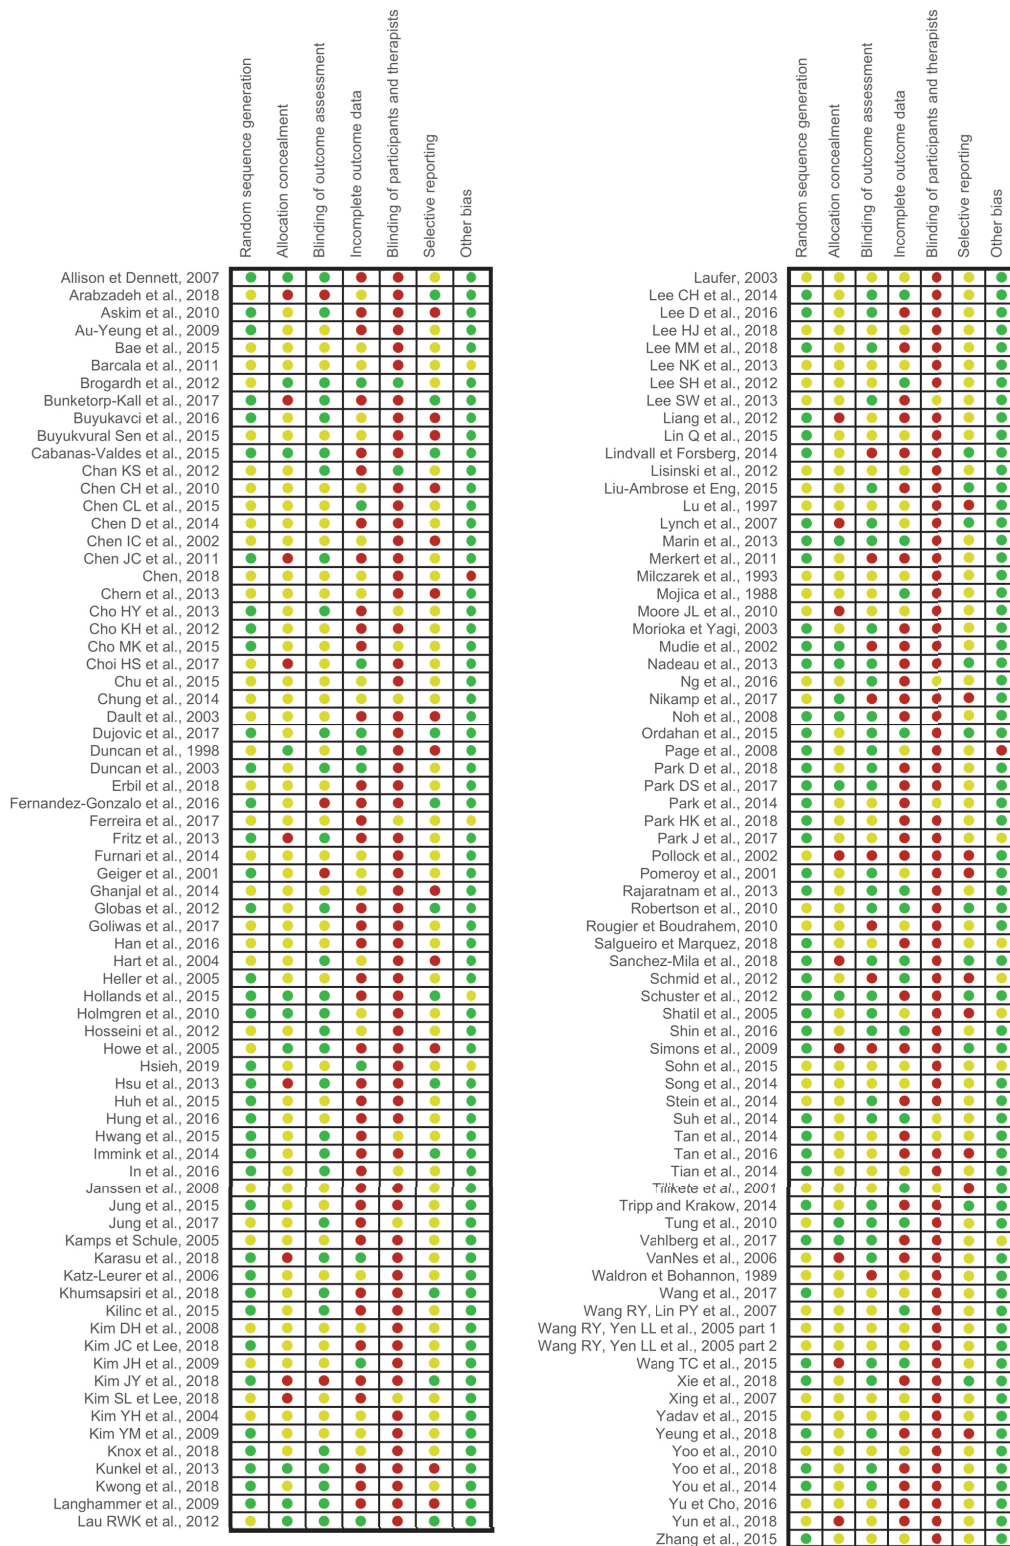 Random sequence generation
Allocation concealment
Blinding of outcome assessment
Incomplete outcome data
Blinding of participants and therapists
Selective reporting
Other bias
Allison et Dennett, 2007
Arabzadeh et al., 2018
Askim et al., 2010
Au-Yeung et al., 2009
Bae et al., 2015
Barcala et al., 2011
Brogardh et al., 2012
Bunketorp-Kall et al., 2017
Buyukavci et al., 2016
Buyukvural Sen et al., 2015
Cabanas-Valdes et al., 2015
Chan KS et al., 2012
Chen CH et al., 2010
Chen CL et al., 2015
Chen D et al., 2014
Chen IC et al., 2002
Chen JC et al., 2011
Chen, 2018
Chern et al., 2013
Cho HY et al., 2013
Cho KH et al., 2012
Cho MK et al., 2015
Choi HS et al., 2017
Chu et al., 2015
Chung et al., 2014
Dault et al., 2003
Dujovic et al., 2017
Duncan et al., 1998
Duncan et al., 2003
Erbil et al., 2018
Fernandez-Gonzalo et al., 2016
Ferreira et al., 2017
Fritz et al., 2013
Furnari et al., 2014
Geiger et al., 2001
Ghanjal et al., 2014
Globas et al., 2012
Goliwas et al., 2017
Han et al., 2016
Hart et al., 2004
Heller et al., 2005
Hollands et al., 2015
Holmgren et al., 2010
Hosseini et al., 2012
Howe et al., 2005
Hsieh, 2019
Hsu et al., 2013
Huh et al., 2015
Hung et al., 2016
Hwang et al., 2015
Immink et al., 2014
In et al., 2016
Janssen et al., 2008
Jung et al., 2015
Jung et al., 2017
Kamps et Schule, 2005
Karasu et al., 2018
Katz-Leurer et al., 2006
Khumsapsiri et al., 2018
Kilinc et al., 2015
Kim DH et al., 2008
Kim JC et Lee, 2018
Kim JH et al., 2009
Kim JY et al., 2018
Kim SL et Lee, 2018
Kim YH et al., 2004
Kim YM et al., 2009
Knox et al., 2018
Kunkel et al., 2013
Kwong et al., 2018
Langhammer et al., 2009
Lau RWK et al., 2012
Random sequence generation
Allocation concealment
Blinding of outcome assessment
Incomplete outcome data
Blinding of participants and therapists
Selective reporting
Other bias
Laufer, 2003
Lee CH et al., 2014
Lee D et al., 2016
Lee HJ et al., 2018
Lee MM et al., 2018
Lee NK et al., 2013
Lee SH et al., 2012
Lee SW et al., 2013
Liang et al., 2012
Lin Q et al., 2015
Lindvall et Forsberg, 2014
Lisinski et al., 2012
Liu-Ambrose et Eng, 2015
Lu et al., 1997
Lynch et al., 2007
Marin et al., 2013
Merkert et al., 2011
Milczarek et al., 1993
Mojica et al., 1988
Moore JL et al., 2010
Morioka et Yagi, 2003
Mudie et al., 2002
Nadeau et al., 2013
Ng et al., 2016
Nikamp et al., 2017
Noh et al., 2008
Ordahan et al., 2015
Page et al., 2008
Park D et al., 2018
Park DS et al., 2017
Park et al., 2014
Park HK et al., 2018
Park J et al., 2017
Pollock et al., 2002
Pomeroy et al., 2001
Rajaratnam et al., 2013
Robertson et al., 2010
Rougier et Boudrahem, 2010
Salgueiro et Marquez, 2018
Sanchez-Mila et al., 2018
Schmid et al., 2012
Schuster et al., 2012
Shatil et al., 2005
Shin et al., 2016
Simons et al., 2009
Sohn et al., 2015
Song et al., 2014
Stein et al., 2014
Suh et al., 2014
Tan et al., 2014
Tan et al., 2016
Tian et al., 2014
Tilikete et al., 2001
Tripp and Krakow, 2014
Tung et al., 2010
Vahlberg et al., 2017
VanNes et al., 2006
Waldron et Bohannon, 1989
Wang et al., 2017
Wang RY, Lin PY et al., 2007
Wang RY, Yen LL et al., 2005 part 1
Wang RY, Yen LL et al., 2005 part 2
Wang TC et al., 2015
Xie et al., 2018
Xing et al., 2007
Yadav et al., 2015
Yeung et al., 2018
Yoo et al., 2010
Yoo et al., 2018
You et al., 2014
Yu et Cho, 2016
Yun et al., 2018
Zhang et al., 2015